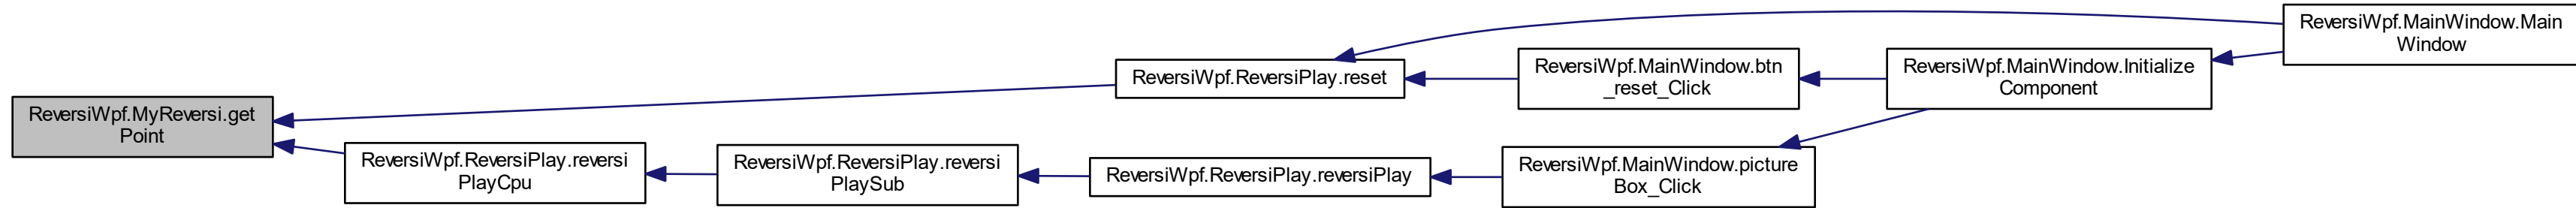 ReversiWpf.MyReversi.get
Point
ReversiWpf.ReversiPlay.reset
ReversiWpf.MainWindow.btn
_reset_Click
ReversiWpf.MainWindow.Initialize
Component
ReversiWpf.MainWindow.Main
Window
ReversiWpf.ReversiPlay.reversi
PlayCpu
ReversiWpf.ReversiPlay.reversi
PlaySub
ReversiWpf.ReversiPlay.reversiPlay
ReversiWpf.MainWindow.picture
Box_Click